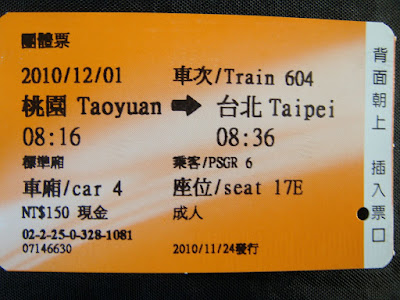 團體票
2010/12/01 車次/Train 604
桃園 Taoyuan → 台北 Taipei
08:16 08:36
標準廂 乘客/PSGR 6
車廂/car 4 座位/seat 17E
NT$150 現金 成人
02-2-25-0-328-1081
07146630 2010/11/24發行
背面朝上 插入票口